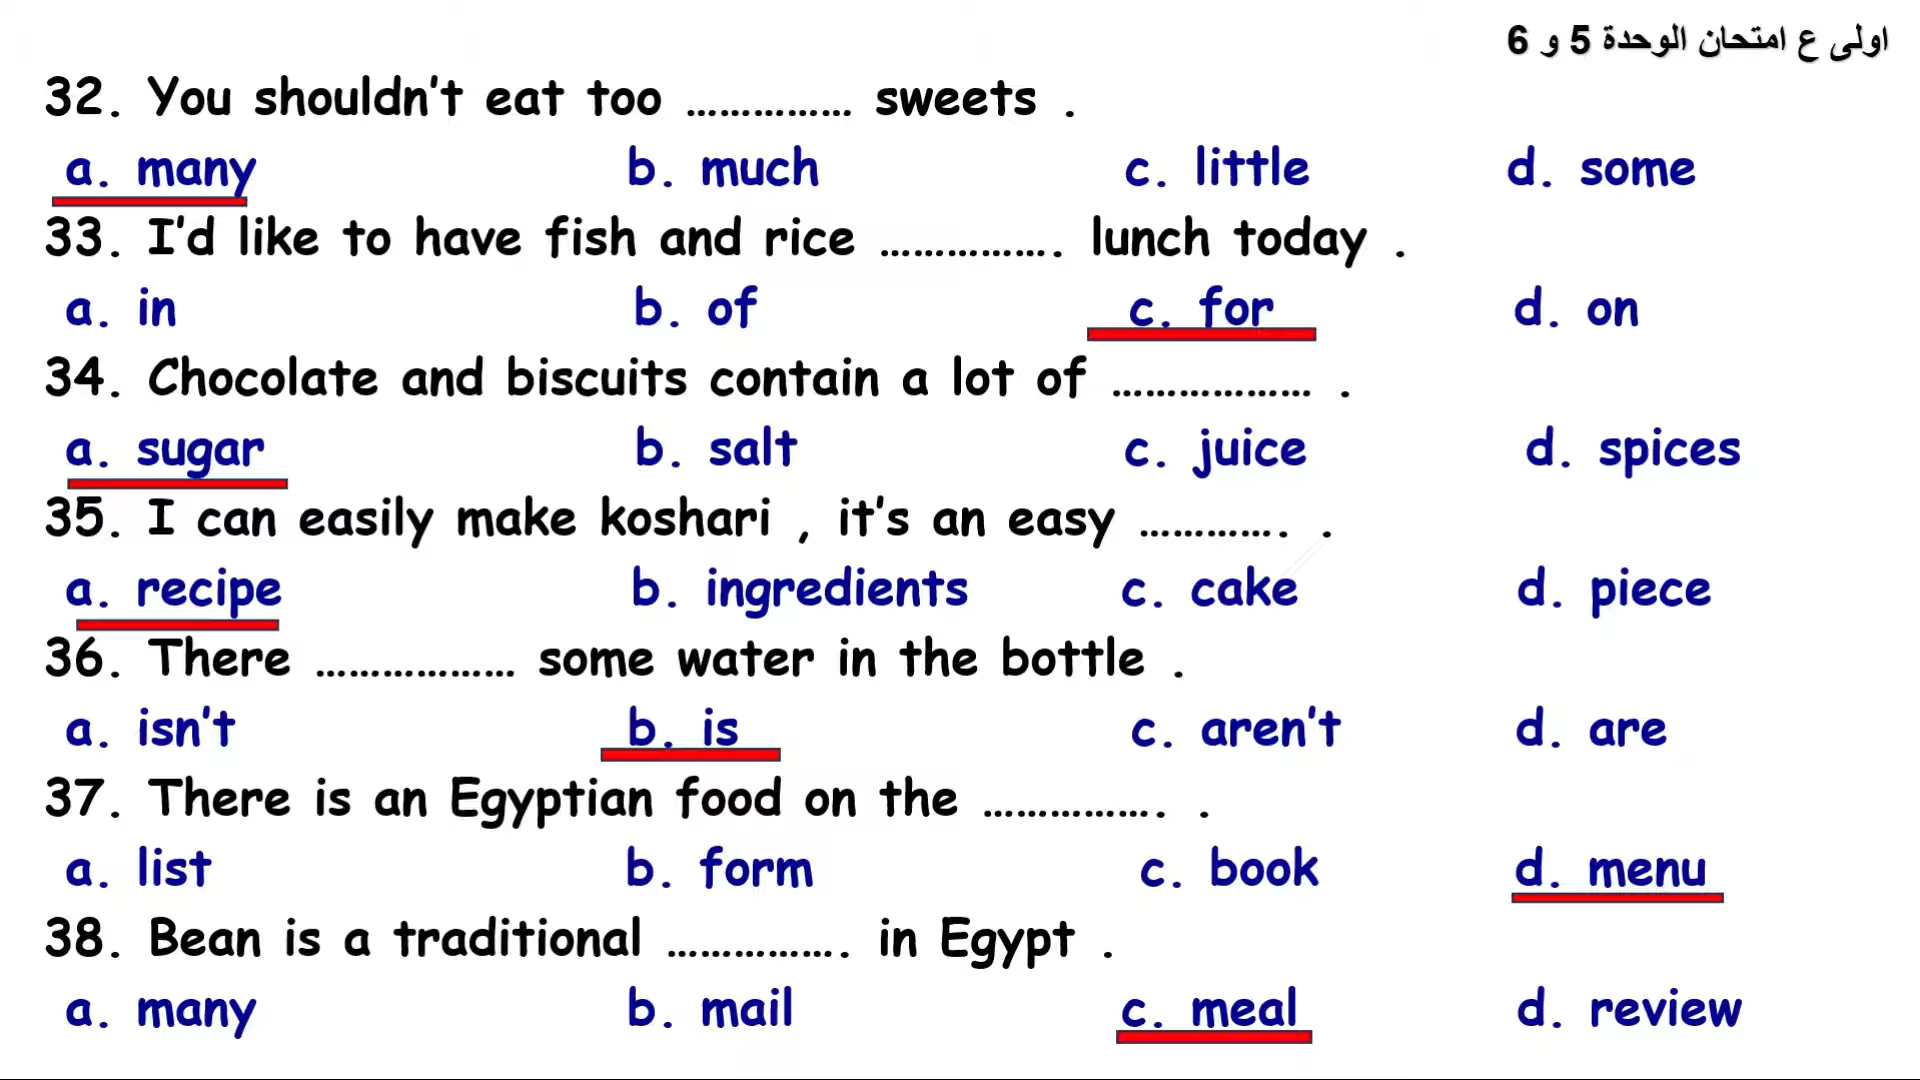 اولى ع امتحان الوحدة 5 و 6
32. You shouldn't eat too …………… sweets .
a. many b. much c. little d. some
33. I'd like to have fish and rice ……………. lunch today .
a. in b. of c. for d. on
34. Chocolate and biscuits contain a lot of ……………… .
a. sugar b. salt c. juice d. spices
35. I can easily make koshari , it's an easy …………. .
a. recipe b. ingredients c. cake d. piece
36. There ……………… some water in the bottle .
a. isn't b. is c. aren't d. are
37. There is an Egyptian food on the ……………. .
a. list b. form c. book d. menu
38. Bean is a traditional ……………. in Egypt .
a. many b. mail c. meal d. review